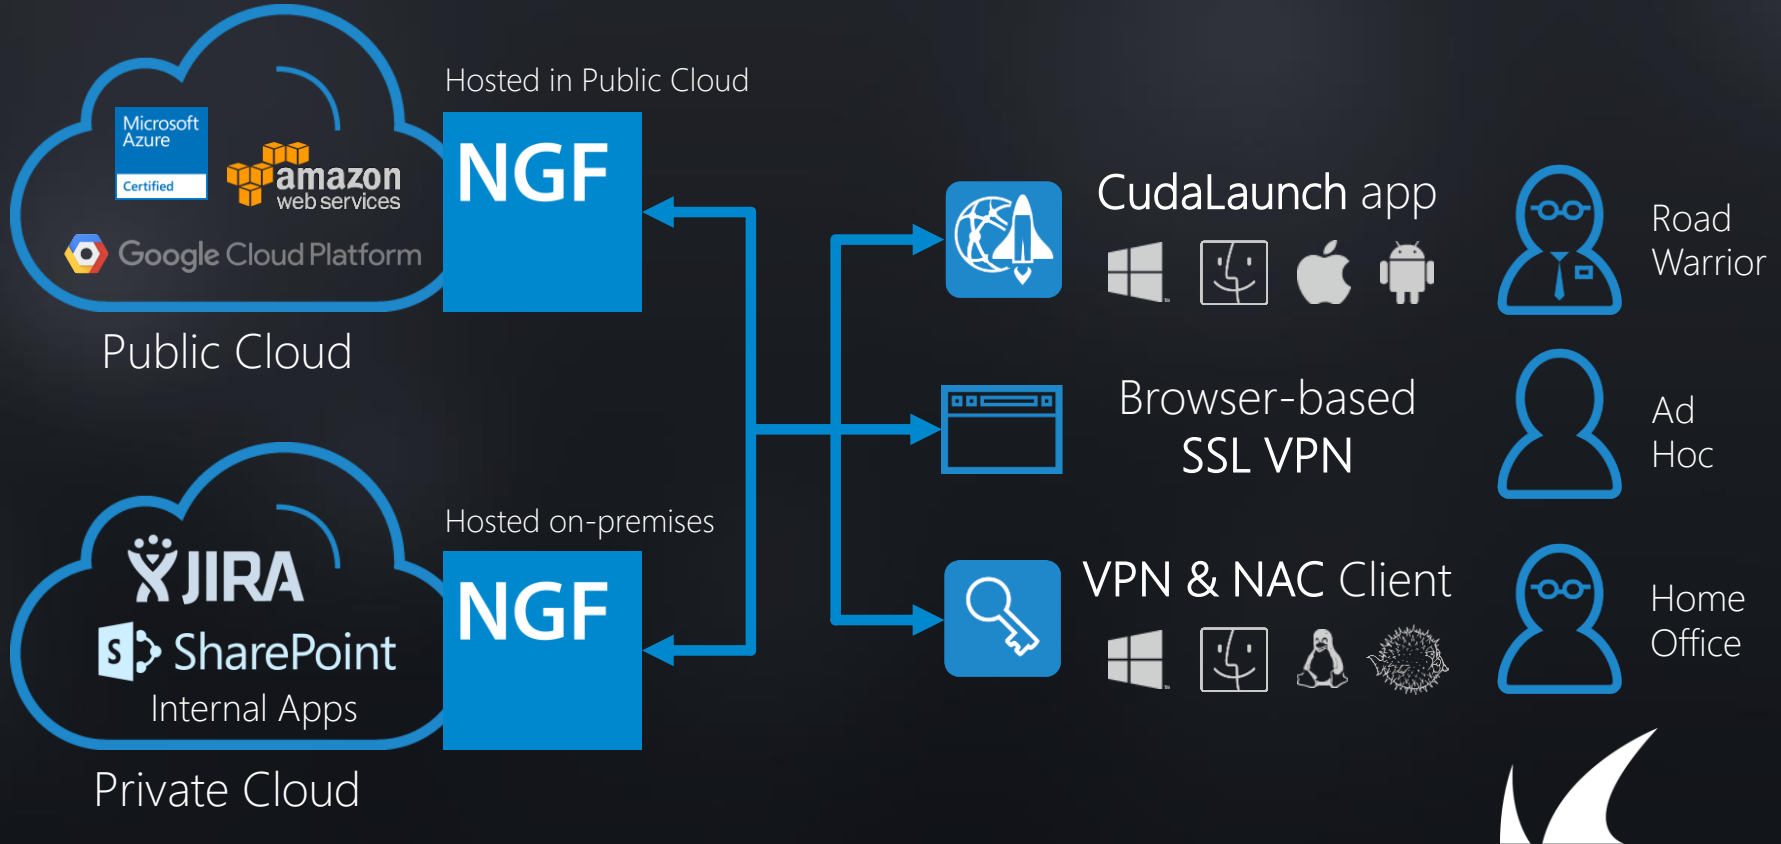 Hosted in Public Cloud
Microsoft
Azure
Certified
amazon
web services
Google Cloud Platform
NGF
Public Cloud
CudaLaunch app
Road
Warrior
Browser-based
SSL VPN
Ad
Hoc
Hosted on-premises
JIRA
S SharePoint
Internal Apps
NGF
Private Cloud
VPN & NAC Client
Home
Office